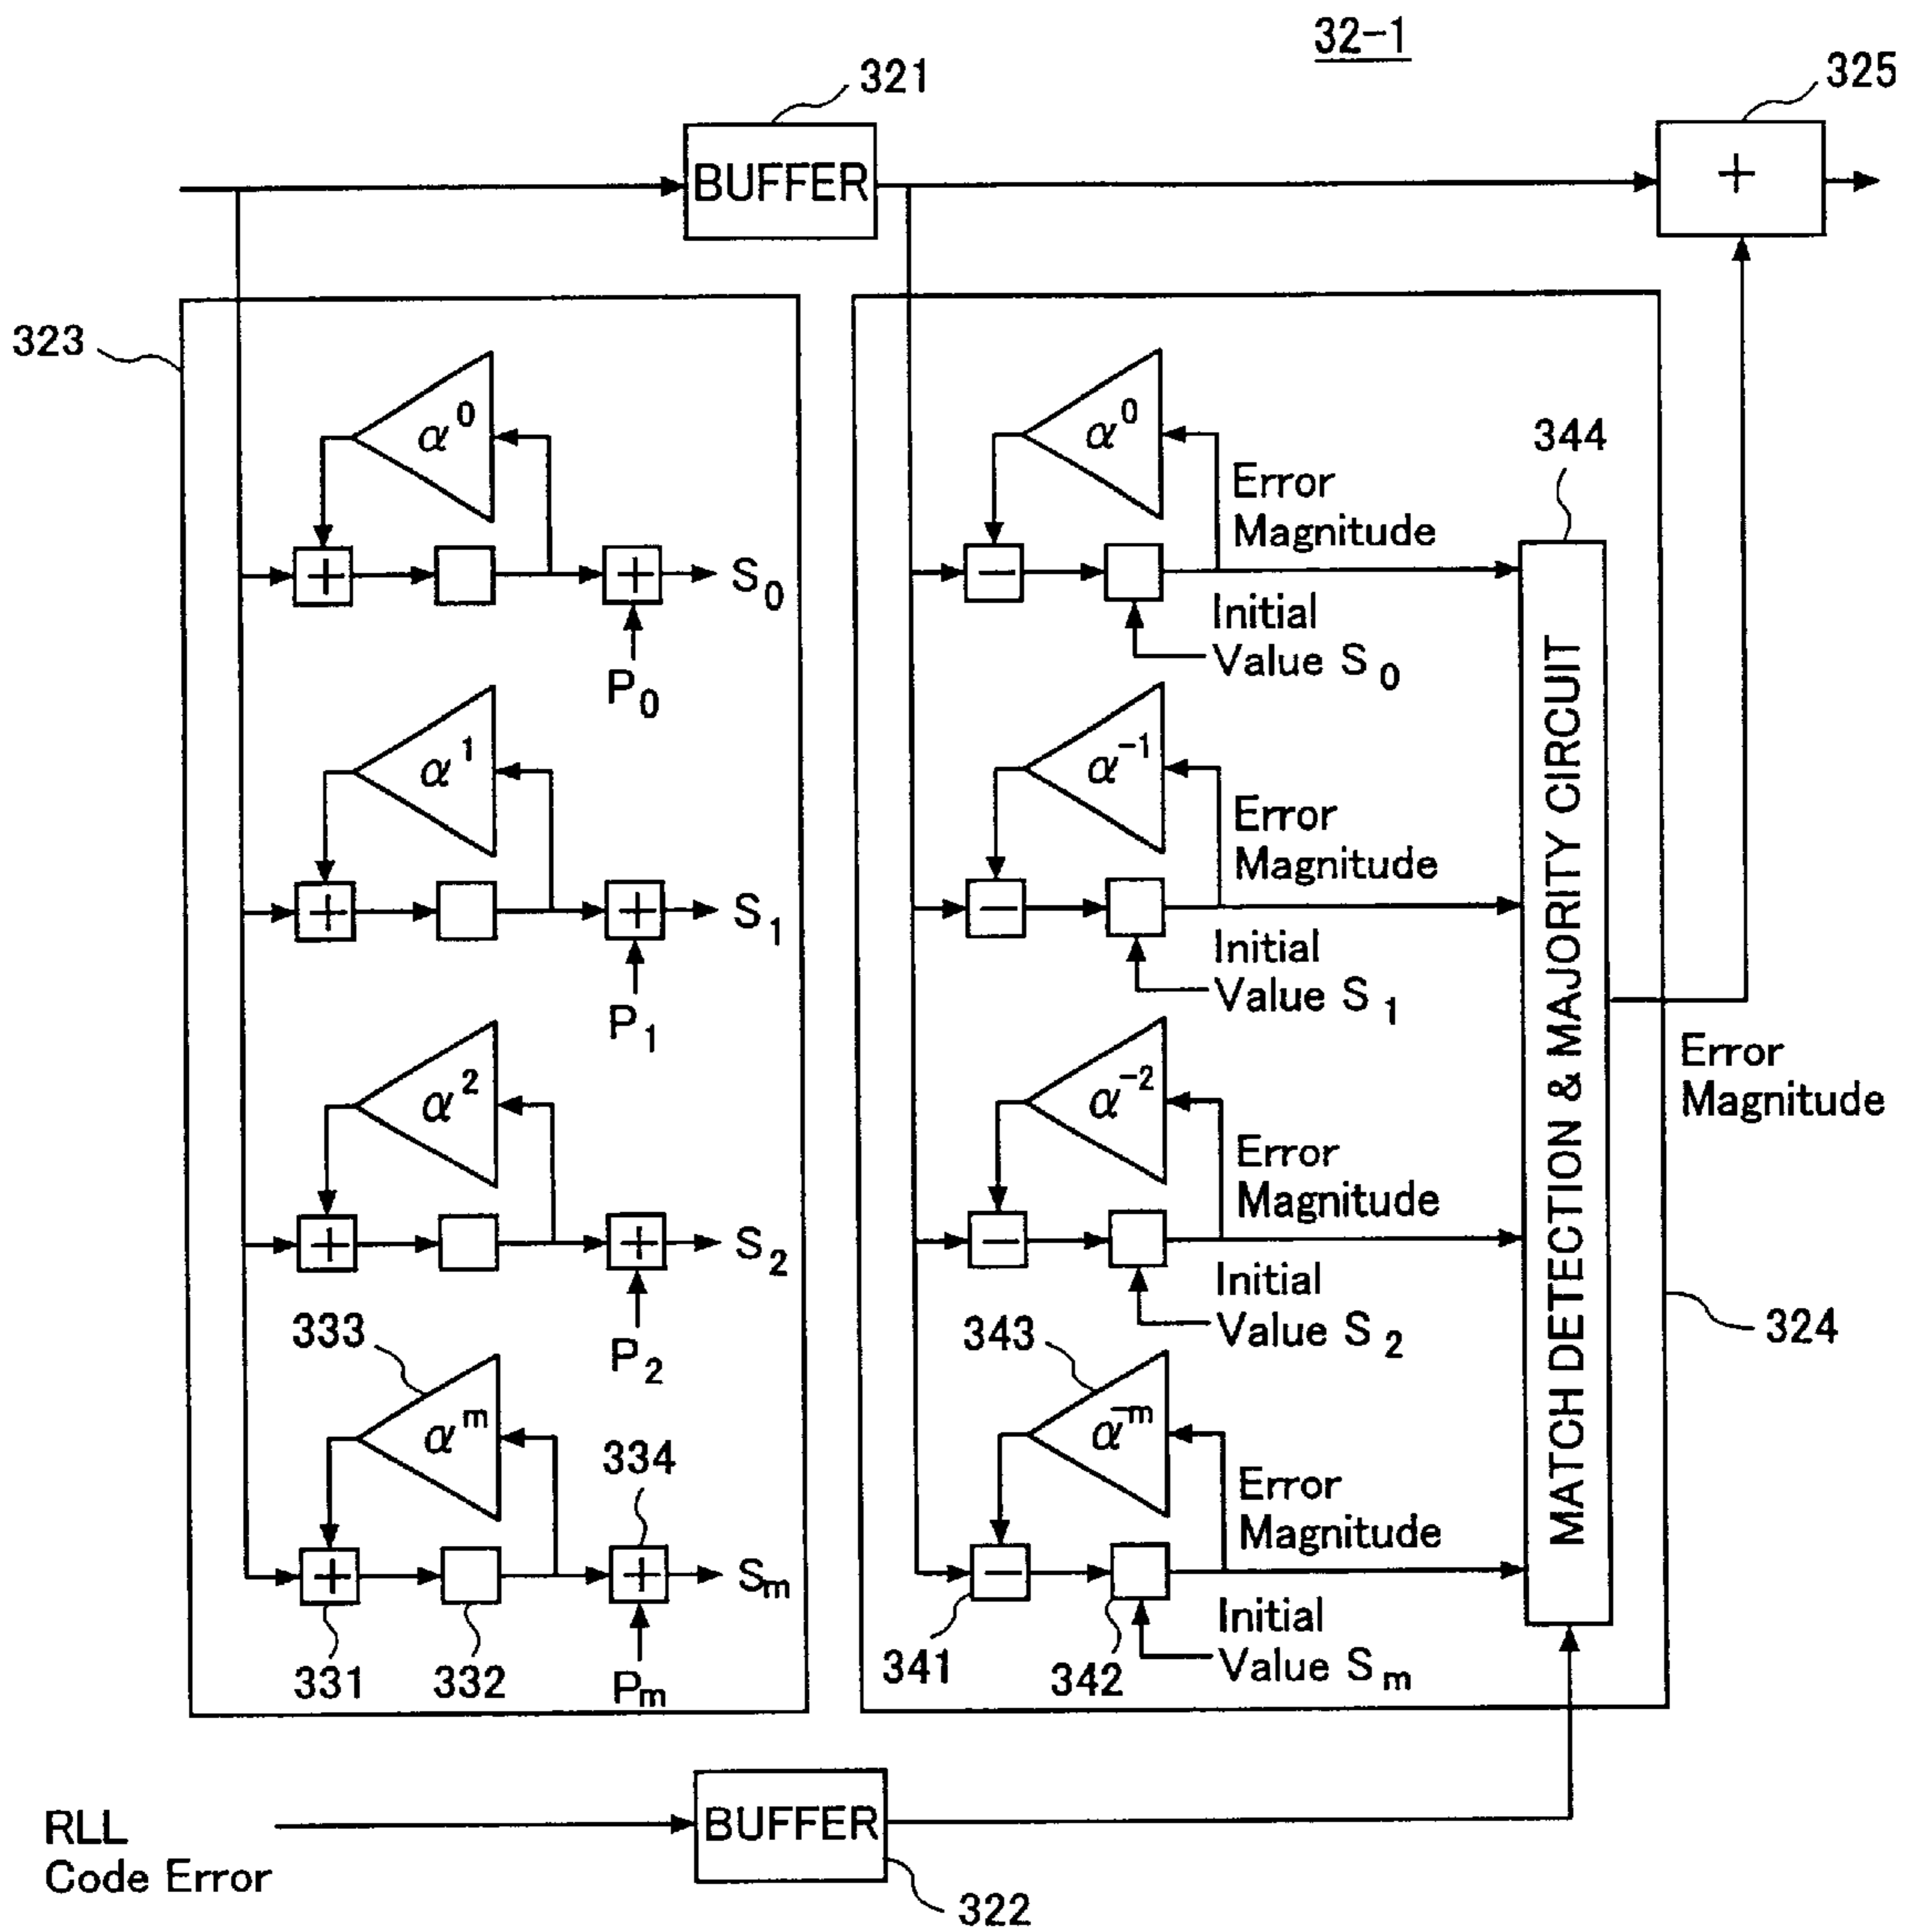 32-1
321
325
BUFFER
+
323
α⁰
α⁰
344
Error
Magnitude
+
+
S₀
−
Initial
Value S₀
P₀
α¹
α⁻¹
Error
Magnitude
+
+
S₁
−
Initial
Value S₁
P₁
MATCH DETECTION & MAJORITY CIRCUIT
Error
Magnitude
α²
α⁻²
Error
Magnitude
+
+
S₂
−
Initial
Value S₂
P₂
324
333
343
αᵐ
α⁻ᵐ
334
Error
Magnitude
+
+
Sₘ
−
Initial
Value Sₘ
331
332
Pₘ
341
342
RLL
Code Error
BUFFER
322